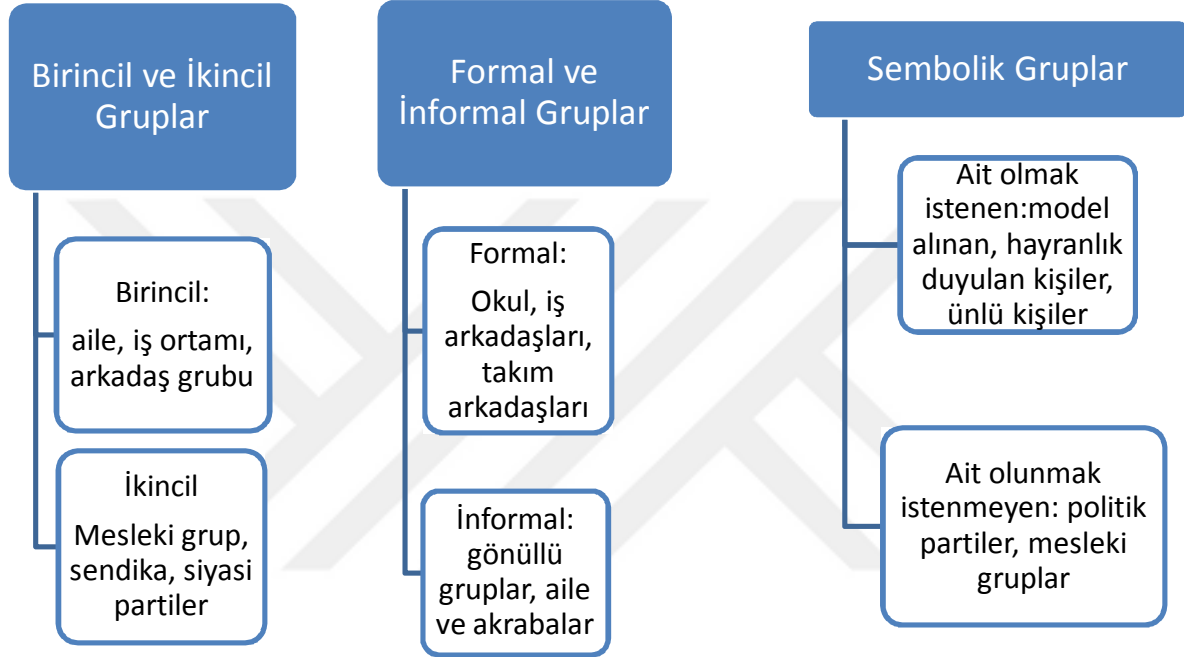 Birincil ve İkincil
Gruplar
Birincil:
aile, iş ortamı,
arkadaş grubu
İkincil
Mesleki grup,
sendika, siyasi
partiler
Formal ve
İnformal Gruplar
Formal:
Okul, iş
arkadaşları,
takım
arkadaşları
İnformal:
gönüllü
gruplar, aile
ve akrabalar
Sembolik Gruplar
Ait olmak
istenen:model
alınan, hayranlık
duyulan kişiler,
ünlü kişiler
Ait olunmak
istenmeyen: politik
partiler, mesleki
gruplar